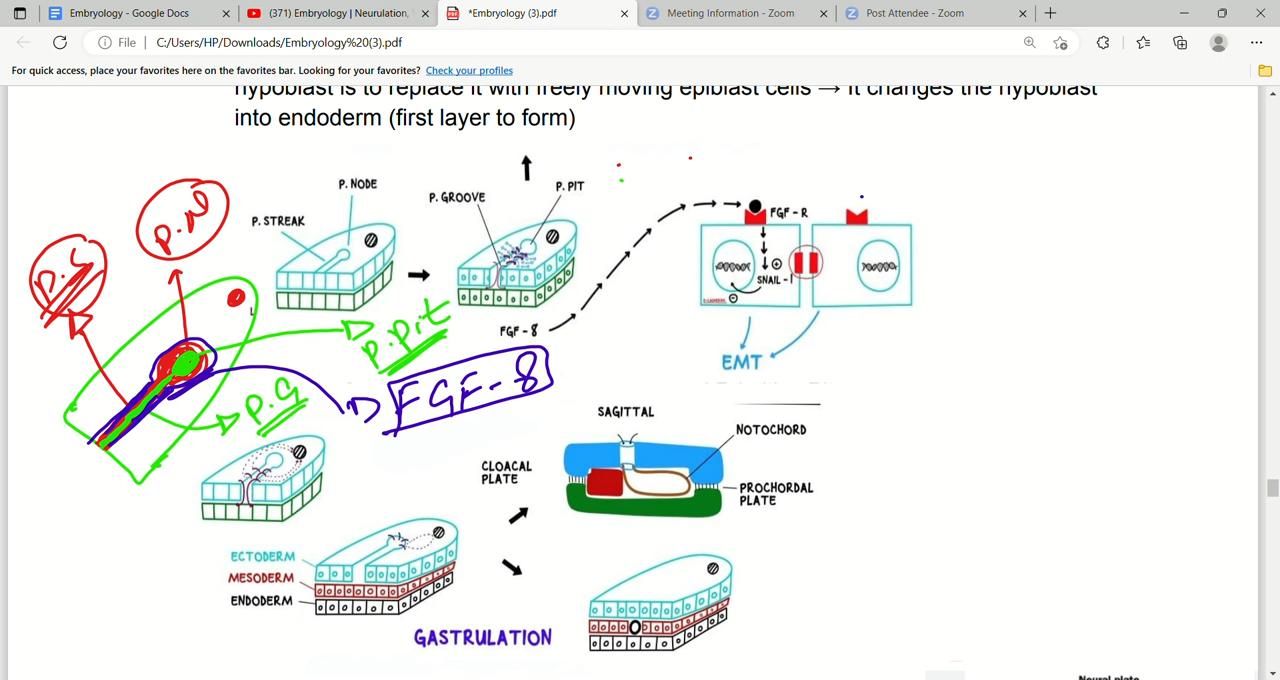 Embryology - Google Docs
(371) Embryology | Neurulation,
*Embryology (3).pdf
Meeting Information - Zoom
Post Attendee - Zoom
File
C:/Users/HP/Downloads/Embryology%20(3).pdf
For quick access, place your favorites here on the favorites bar. Looking for your favorites? Check your profiles
hypoblast is to replace it with freely moving epiblast cells → It changes the hypoblast
into endoderm (first layer to form)
P. NODE
P. STREAK
P. GROOVE
P. PIT
FGF-R
SNAIL-1
FGF-8
EMT
P.N
P.S
P.Pit
P.G
FGF-8
SAGITTAL
NOTOCHORD
CLOACAL
PLATE
PROCHORDAL
PLATE
ECTODERM
MESODERM
ENDODERM
GASTRULATION
Neural plate